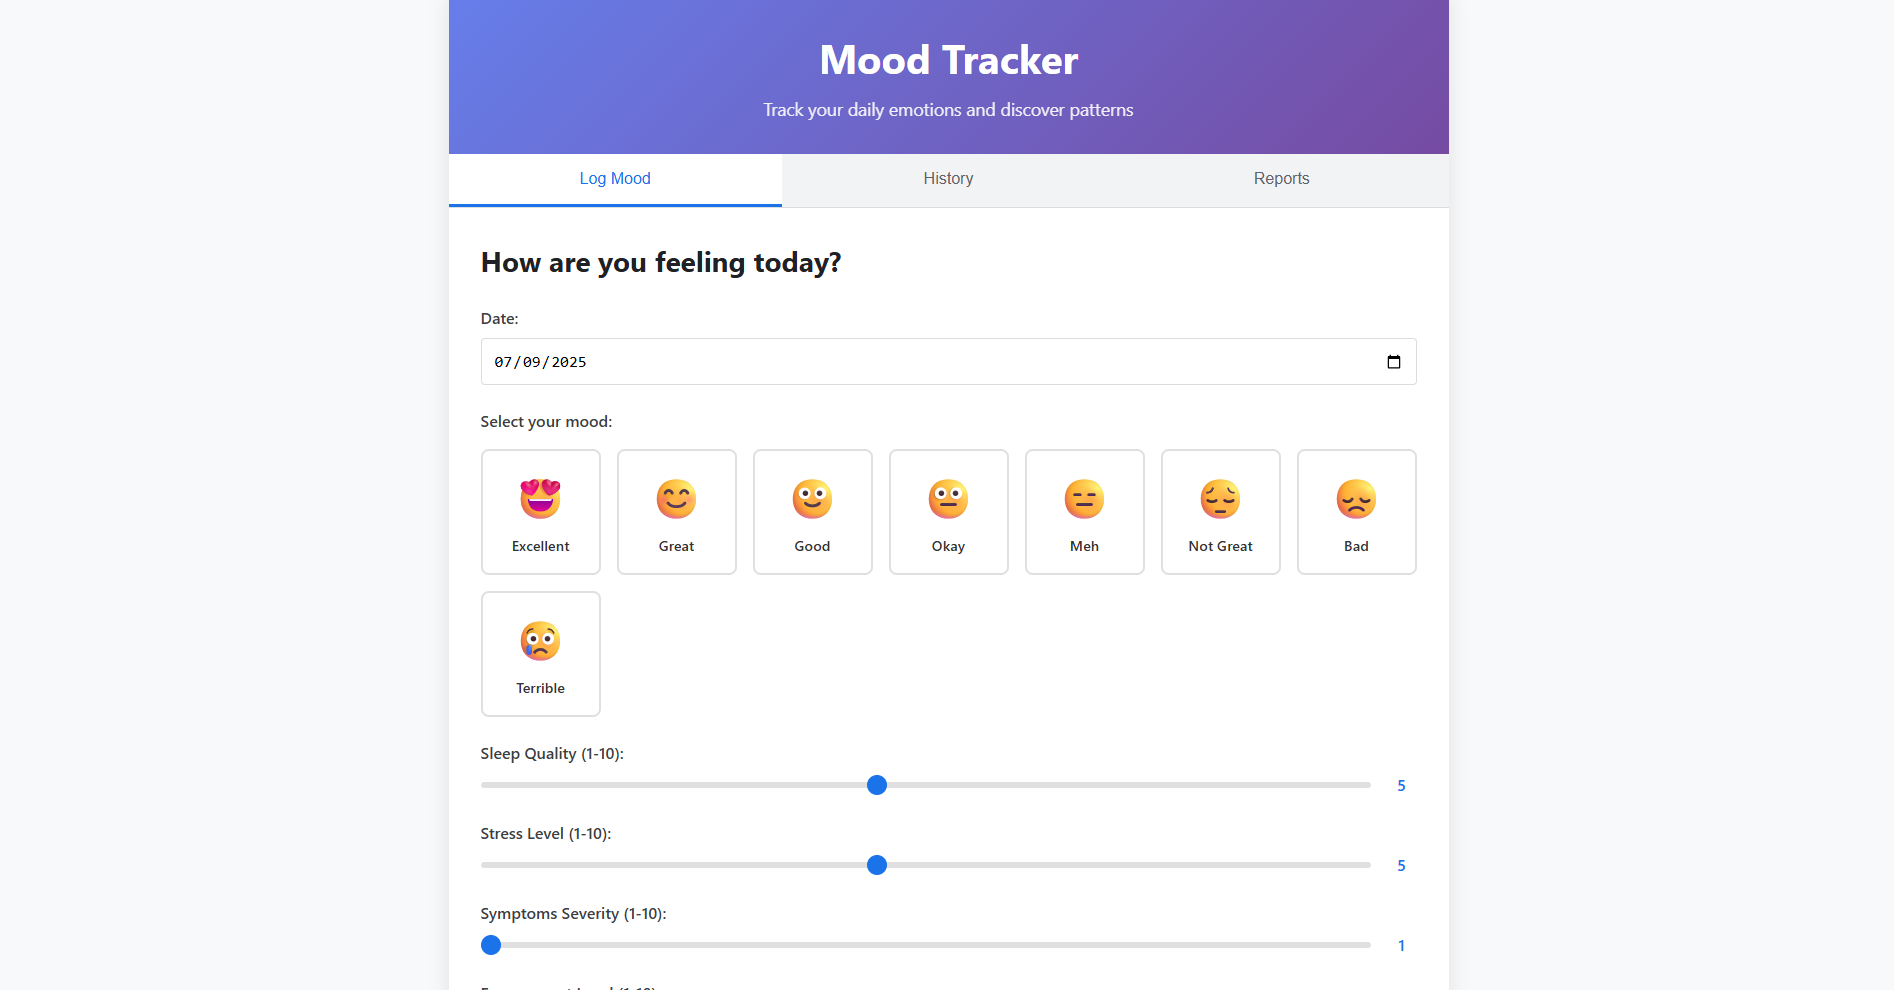 Mood Tracker
Track your daily emotions and discover patterns
Log Mood History Reports
How are you feeling today?
Date:
07/09/2025
Select your mood:
Excellent Great Good Okay Meh Not Great Bad
Terrible
Sleep Quality (1-10):
5
Stress Level (1-10):
5
Symptoms Severity (1-10):
1